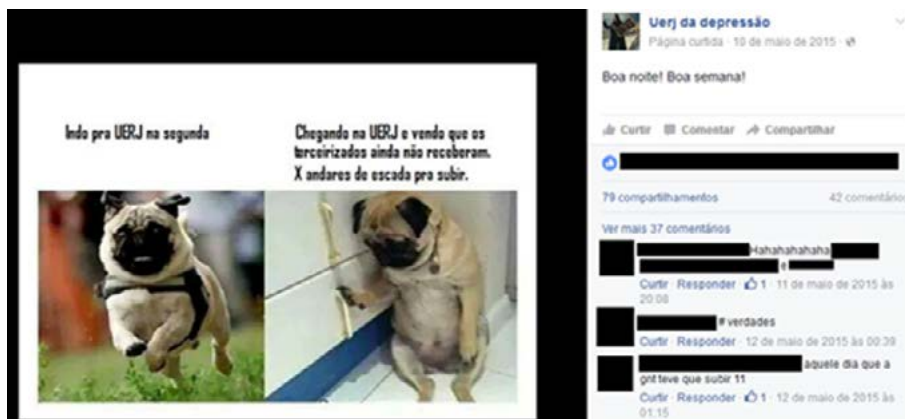 Indo pra UERJ na segunda
Chegando na UERJ e vendo que os
terceirizados ainda não receberam.
X andares de escada pra subir.
Uerj da depressão
Página curtida · 10 de maio de 2015 ·
Boa noite! Boa semana!
Curtir Comentar Compartilhar
79 compartilhamentos 42 comentário
Ver mais 37 comentários
Hahahahahaha
e
Curtir · Responder · 1 · 11 de maio de 2015 às
20:08
# verdades
Curtir · Responder · 12 de maio de 2015 às 00:39
aquele dia que a
gnt teve que subir 11
Curtir · Responder · 1 · 12 de maio de 2015 às
01:15